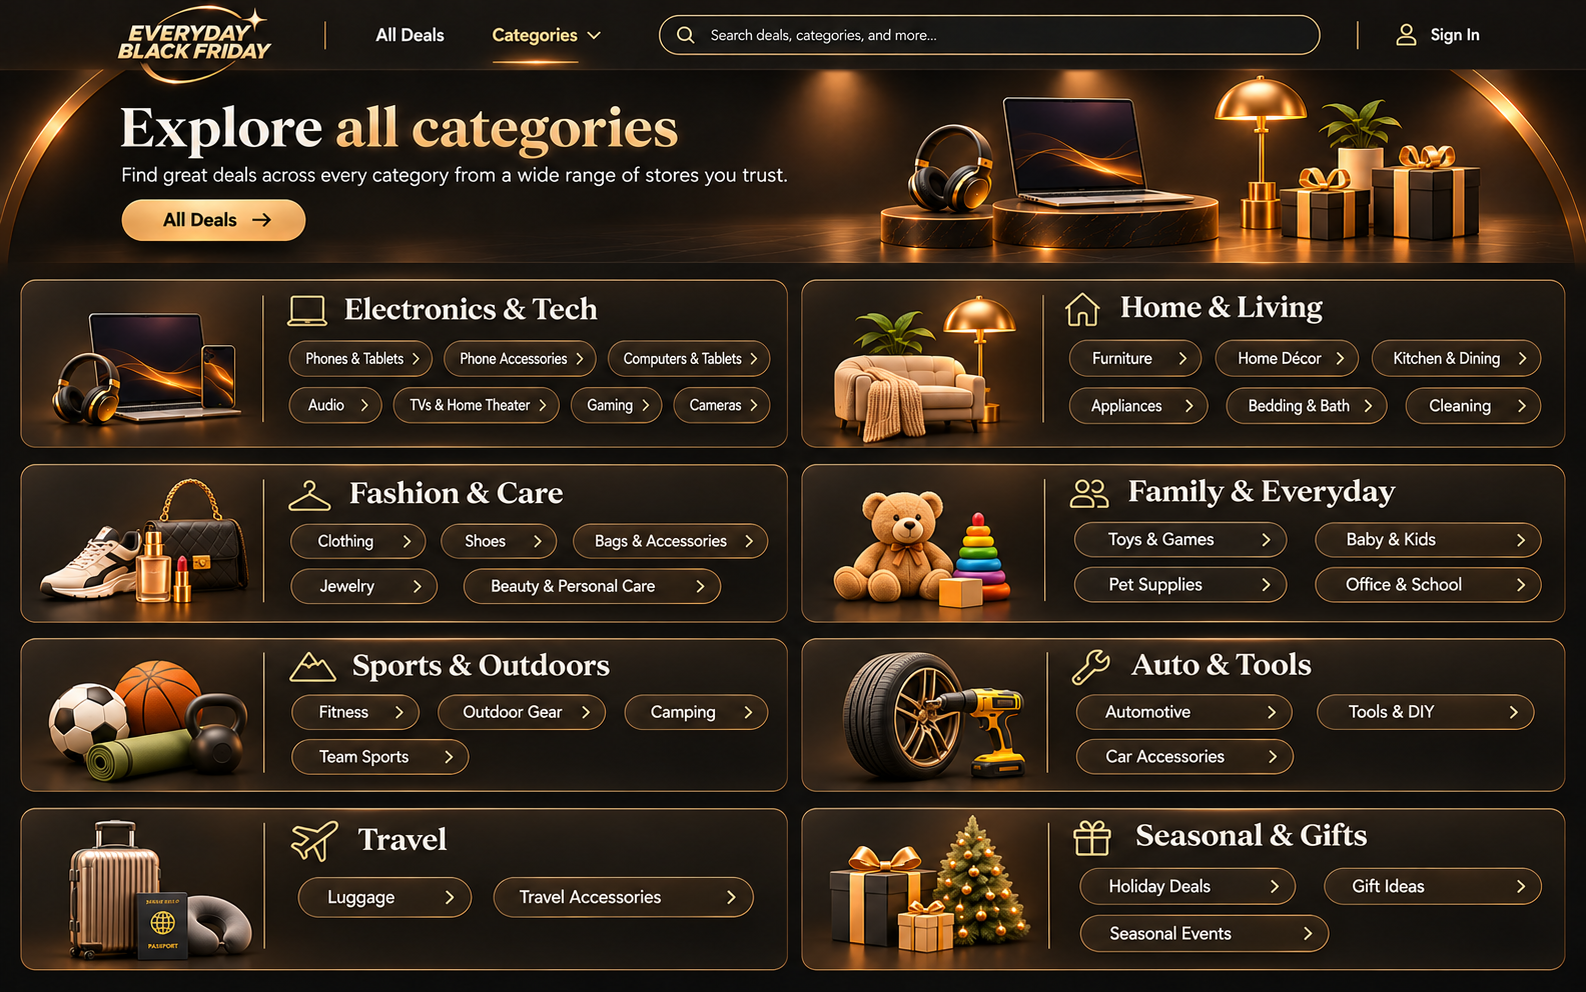 EVERYDAY
BLACK FRIDAY
All Deals
Categories
Search deals, categories, and more...
Sign In
Explore all categories
Find great deals across every category from a wide range of stores you trust.
All Deals
Electronics & Tech
Phones & Tablets
Phone Accessories
Computers & Tablets
Audio
TVs & Home Theater
Gaming
Cameras
Home & Living
Furniture
Home Décor
Kitchen & Dining
Appliances
Bedding & Bath
Cleaning
Fashion & Care
Clothing
Shoes
Bags & Accessories
Jewelry
Beauty & Personal Care
Family & Everyday
Toys & Games
Baby & Kids
Pet Supplies
Office & School
Sports & Outdoors
Fitness
Outdoor Gear
Camping
Team Sports
Auto & Tools
Automotive
Tools & DIY
Car Accessories
Travel
Luggage
Travel Accessories
PASSPORT
Seasonal & Gifts
Holiday Deals
Gift Ideas
Seasonal Events